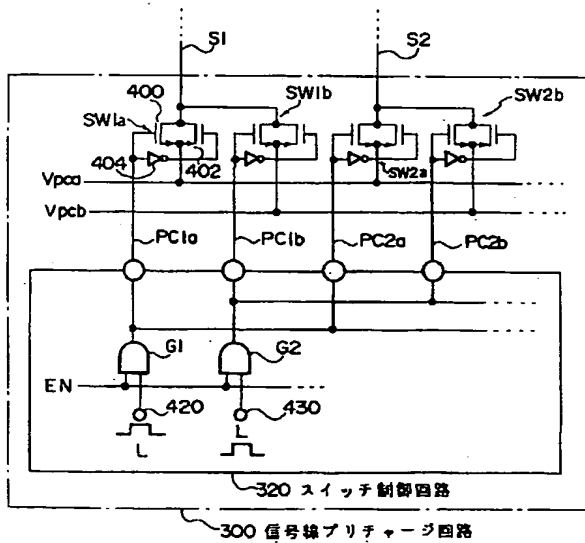 S1
S2
400
SW1a
SW1b
SW2b
404
402
SW2a
Vpca
Vpcb
PC1a
PC1b
PC2a
PC2b
G1
G2
EN
420
430
L
L
320 スイッチ制御回路
300 信号線プリチャージ回路